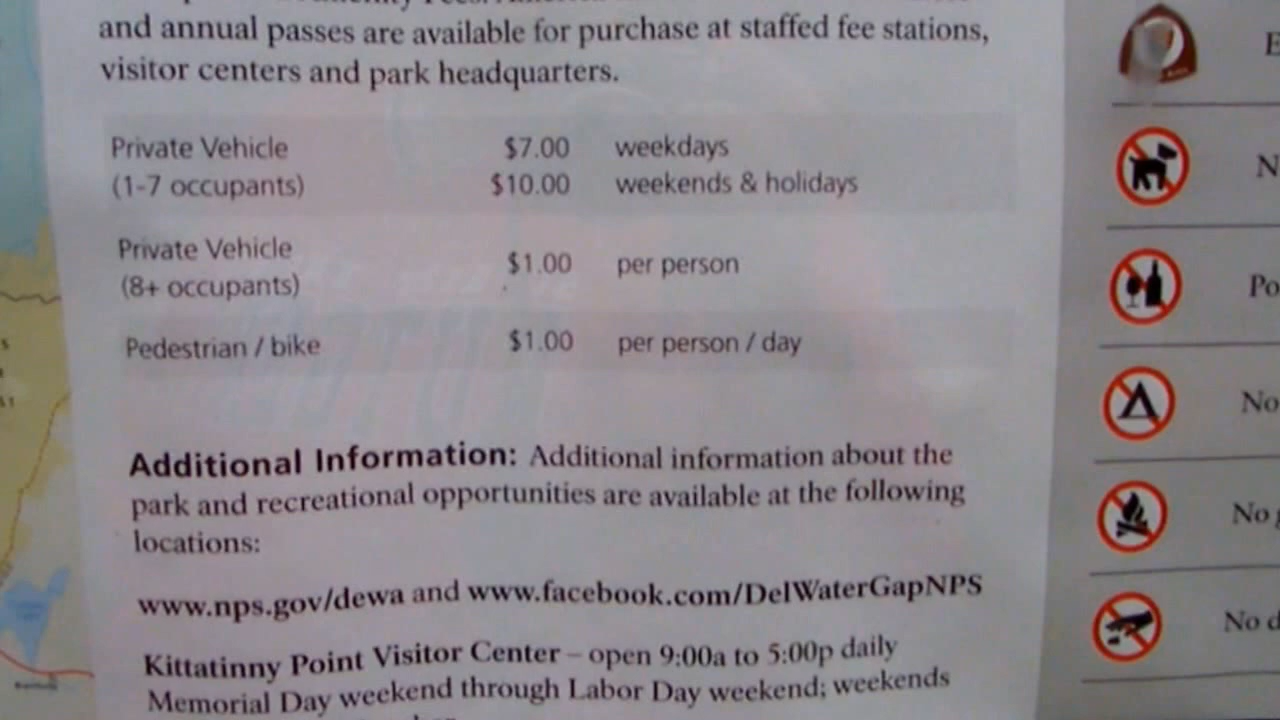 and annual passes are available for purchase at staffed fee stations,
visitor centers and park headquarters.
Private Vehicle $7.00 weekdays
(1-7 occupants) $10.00 weekends & holidays
Private Vehicle
(8+ occupants) $1.00 per person
Pedestrian / bike $1.00 per person / day
Additional Information: Additional information about the
park and recreational opportunities are available at the following
locations:
www.nps.gov/dewa and www.facebook.com/DelWaterGapNPS
Kittatinny Point Visitor Center – open 9:00a to 5:00p daily
Memorial Day weekend through Labor Day weekend; weekends
E
N
Po
No
No
No d